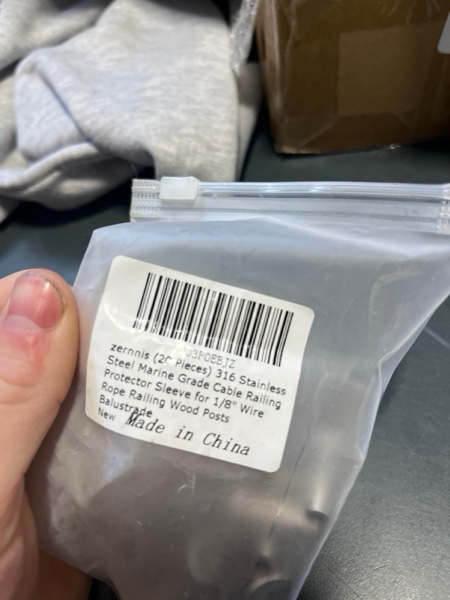 zernnis (20 Pieces) 316 Stainless
Steel Marine Grade Cable Railing
Protector Sleeve for 1/8" Wire
Rope Railing Wood Posts
Balustrade
New Made in China